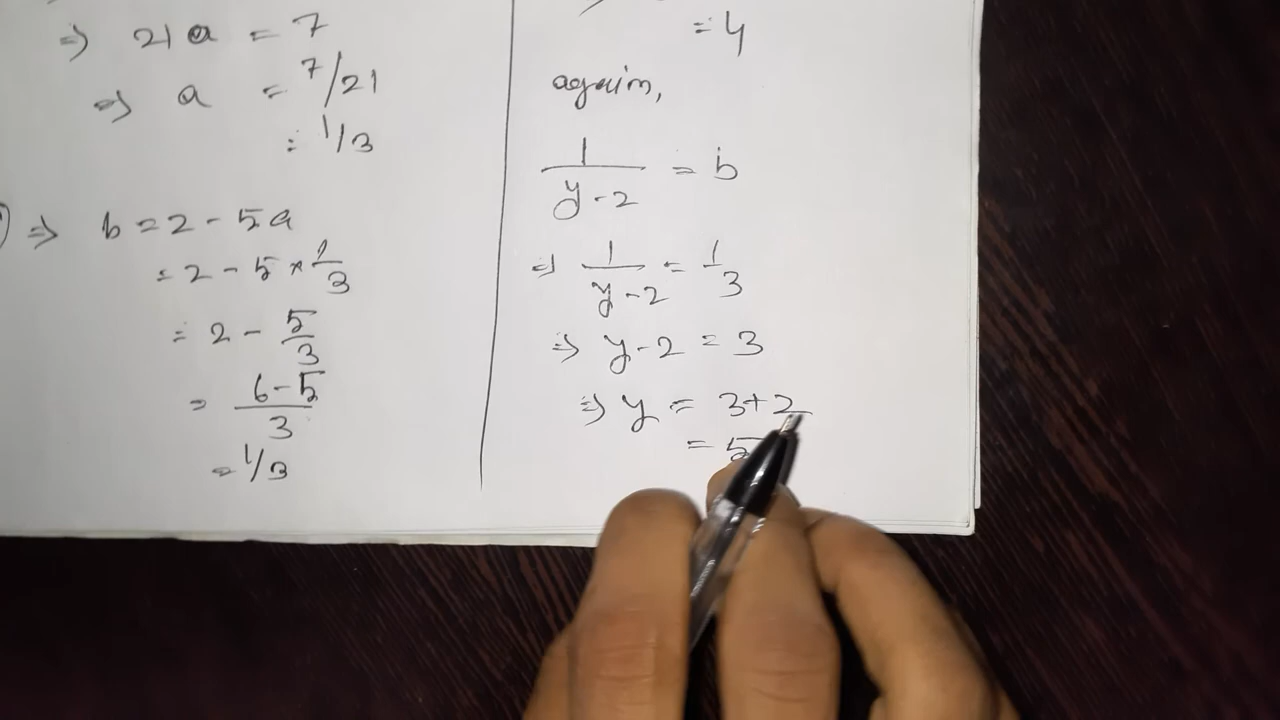 ⇒ 21a = 7
⇒ a = 7/21
= 1/3
⇒ b = 2 - 5a
= 2 - 5 × 1/3
= 2 - 5/3
= (6-5)/3
= 1/3
= 4
again,
1/(y-2) = b
⇒ 1/(y-2) = 1/3
⇒ y-2 = 3
⇒ y = 3+2
= 5